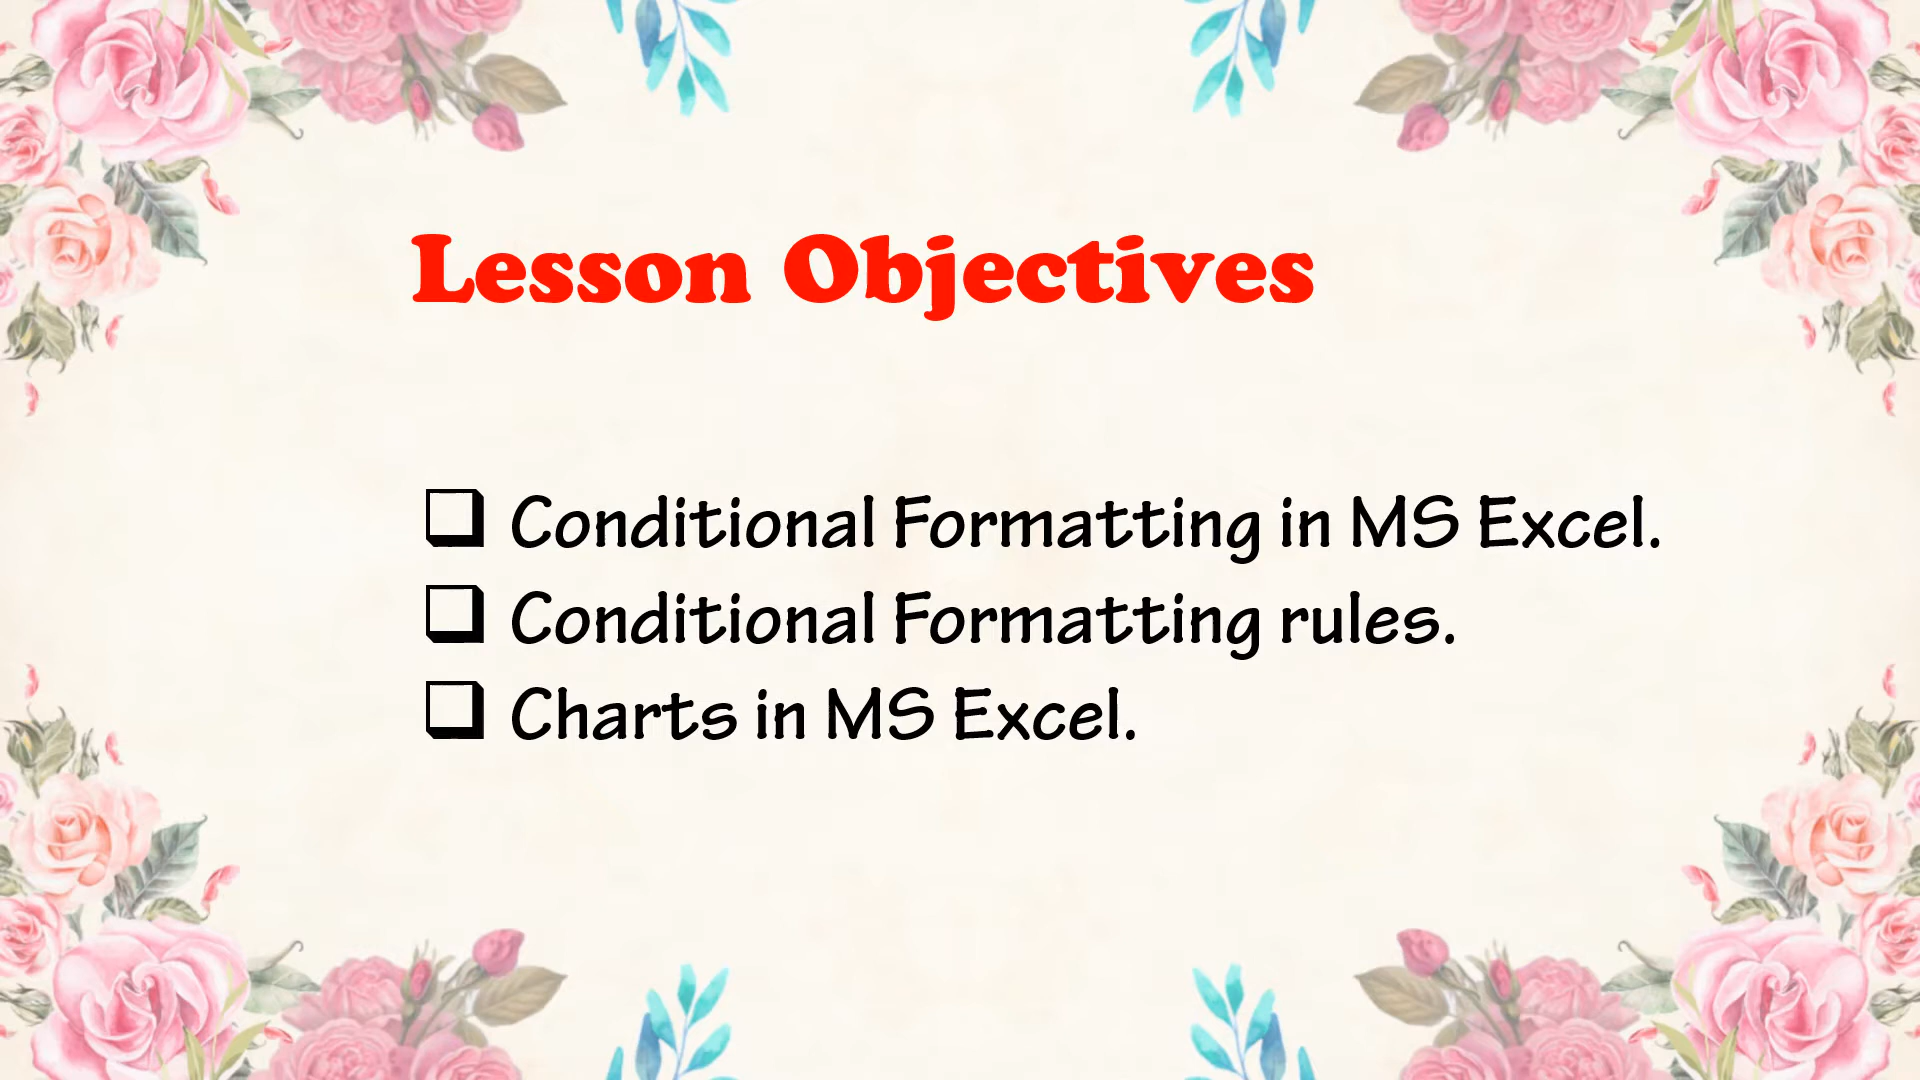 Lesson Objectives
❑ Conditional Formatting in MS Excel.
❑ Conditional Formatting rules.
❑ Charts in MS Excel.